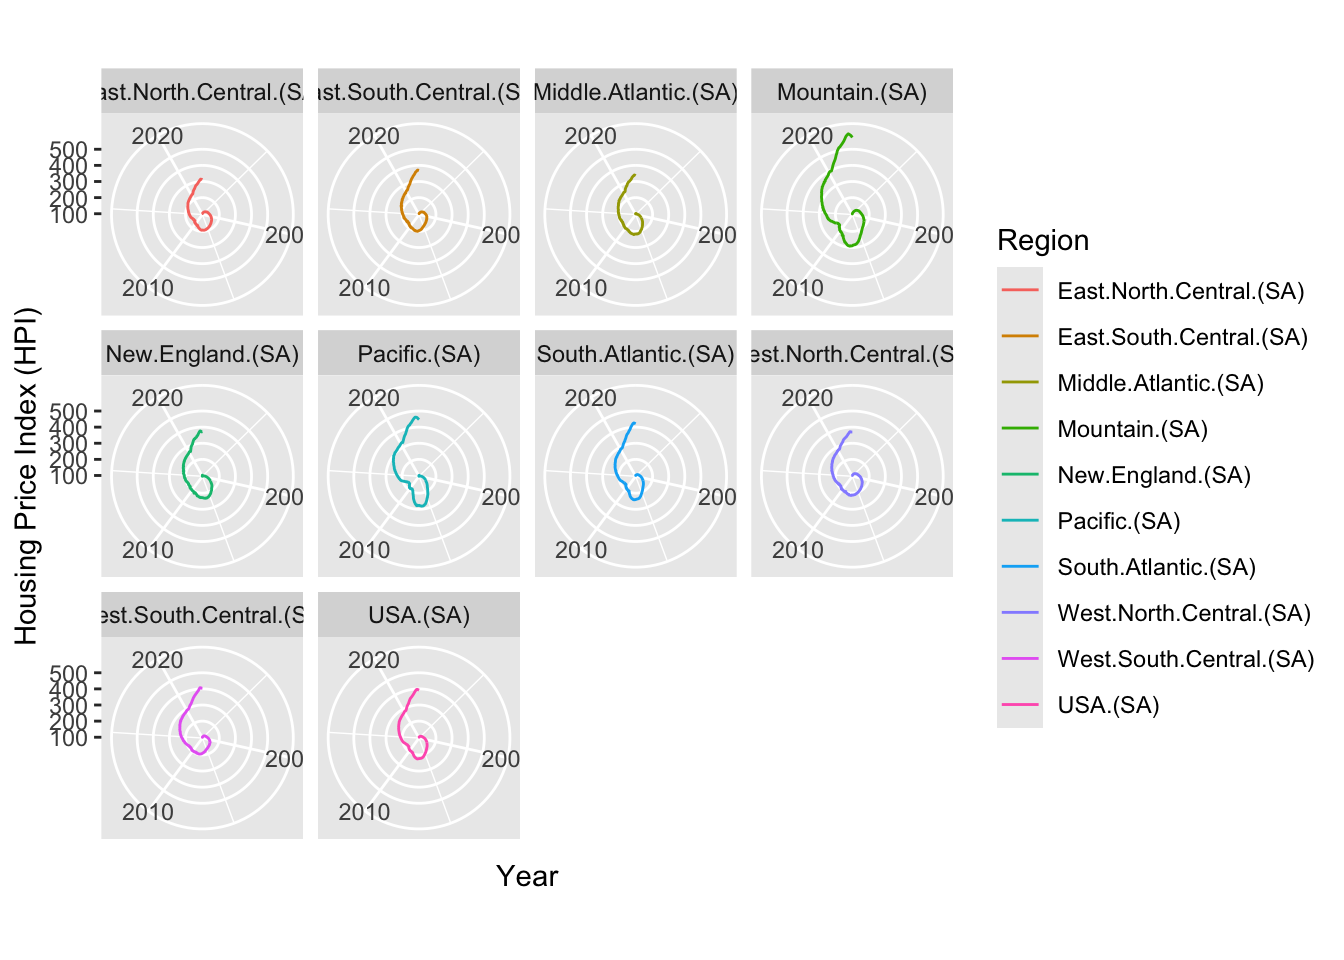 ast.North.Central.(SA
ast.South.Central.(S
Middle.Atlantic.(SA)
Mountain.(SA)
2020
2020
2020
2020
500
400
300
200
100
200
200
200
200
2010
2010
2010
2010
New.England.(SA)
Pacific.(SA)
South.Atlantic.(SA)
est.North.Central.(S
2020
2020
2020
2020
500
400
300
200
100
200
200
200
200
2010
2010
2010
2010
est.South.Central.(S
USA.(SA)
2020
2020
500
400
300
200
100
200
200
2010
2010
Housing Price Index (HPI)
Year
Region
East.North.Central.(SA)
East.South.Central.(SA)
Middle.Atlantic.(SA)
Mountain.(SA)
New.England.(SA)
Pacific.(SA)
South.Atlantic.(SA)
West.North.Central.(SA)
West.South.Central.(SA)
USA.(SA)